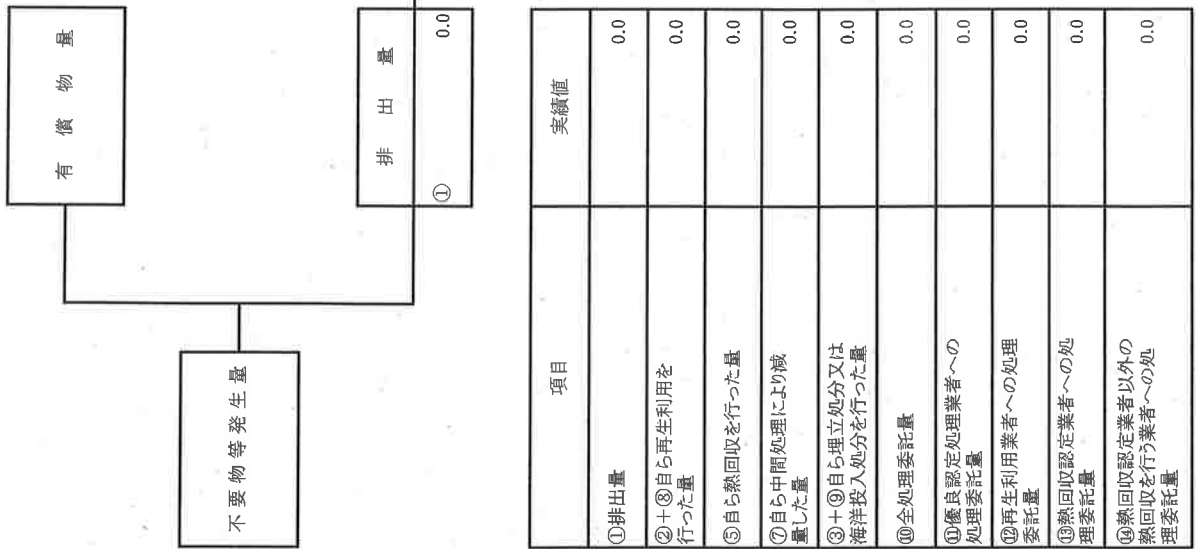 不要物等発生量
有償物量
排出量
① 0.0
項目 実績値
①排出量 0.0
②＋⑧自ら再生利用を
行った量 0.0
⑤自ら熱回収を行った量 0.0
⑦自ら中間処理により減
量した量 0.0
③＋⑨自ら埋立処分又は
海洋投入処分を行った量 0.0
⑩全処理委託量 0.0
⑪優良認定処理業者への
処理委託量 0.0
⑫再生利用業者への処理
委託量 0.0
⑬熱回収認定業者への処
理委託量 0.0
⑭熱回収認定業者以外の
熱回収を行う業者への処
理委託量 0.0